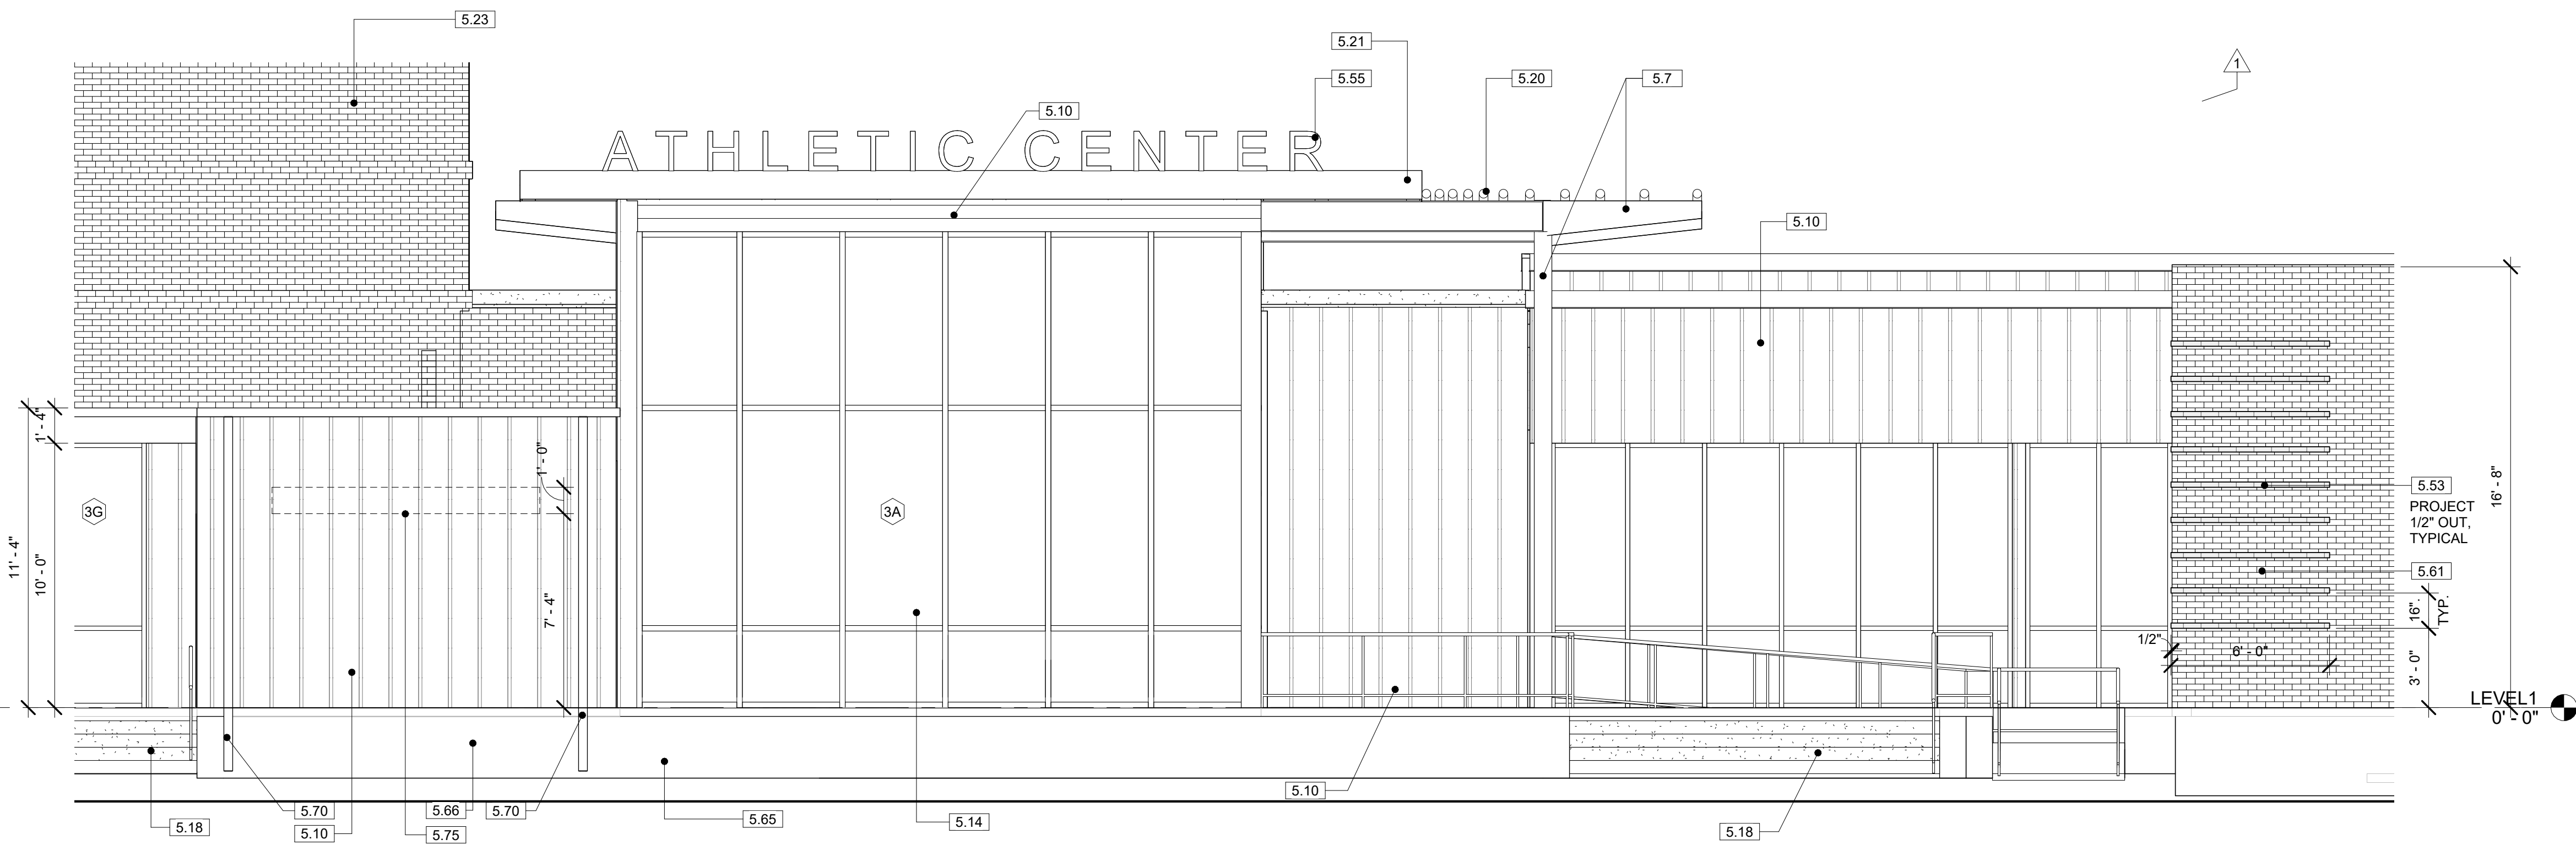 5.23
5.21
5.55
5.20
5.7
1
5.10
ATHLETIC CENTER
5.10
1' - 4"
1' - 0"
3G
3A
5.53
PROJECT
1/2" OUT,
TYPICAL
16' - 8"
11' - 4"
10' - 0"
7' - 4"
5.61
16".
TYP.
1/2"
6' - 0"
3' - 0"
LEVEL1
0' - 0"
5.70
5.66
5.70
5.10
5.18
5.10
5.75
5.65
5.14
5.18